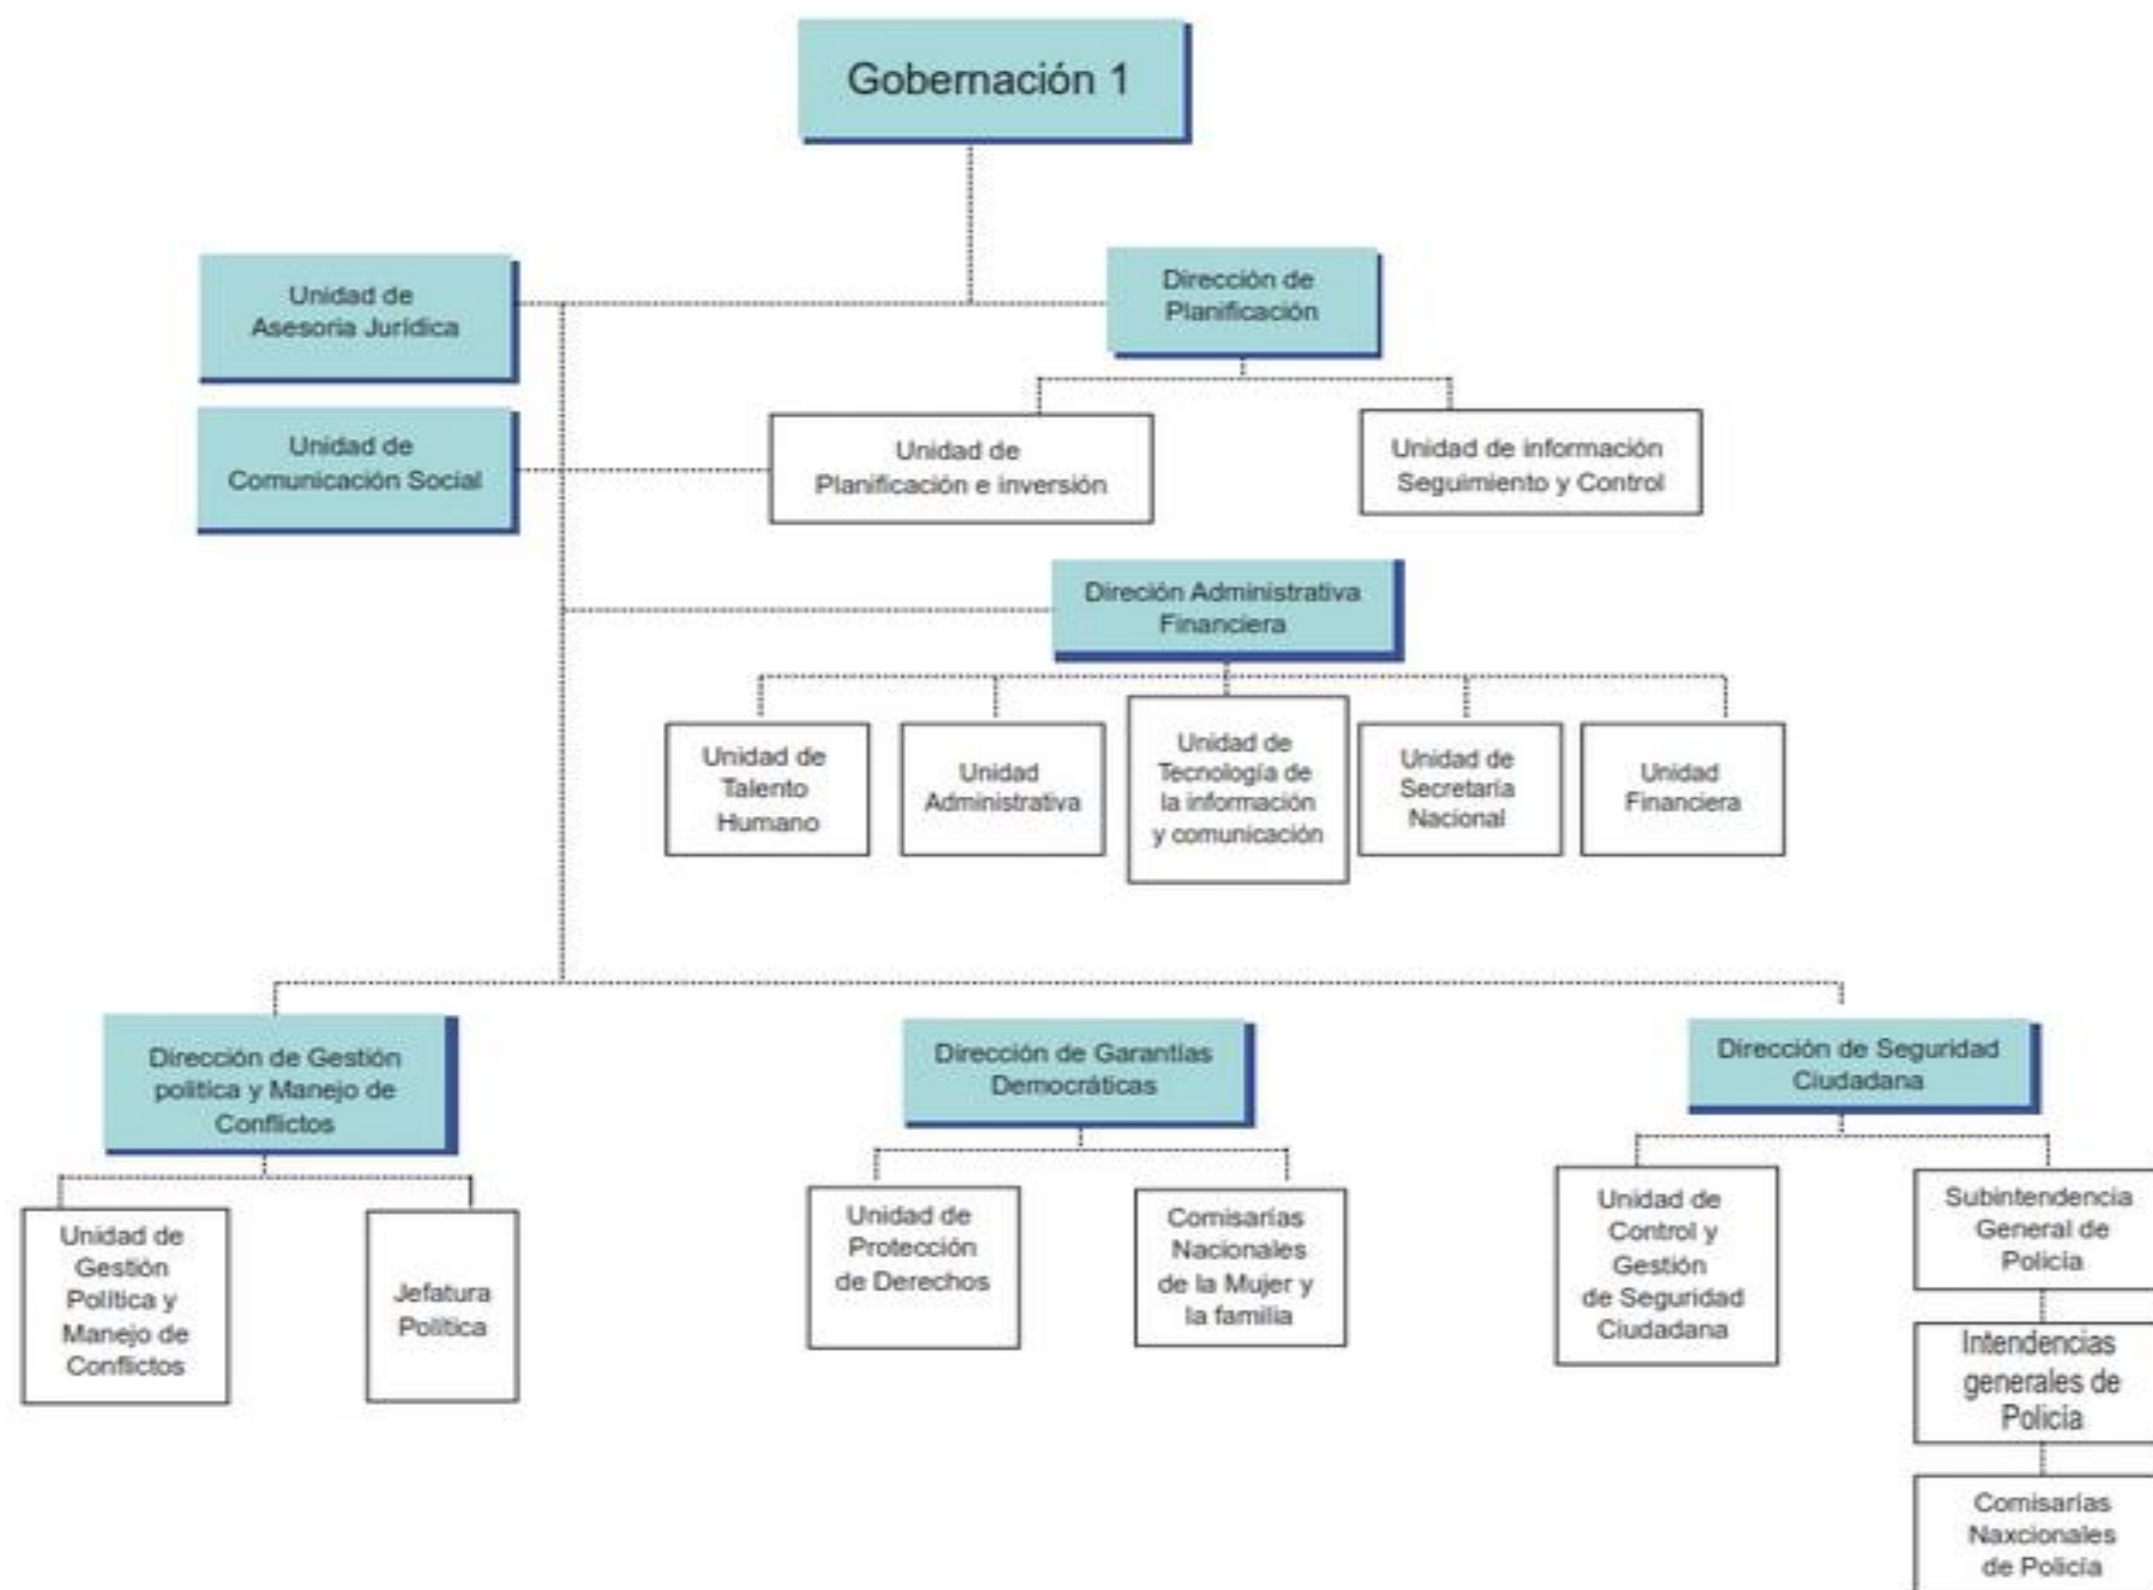 Gobernación 1
Unidad de
Asesoria Jurídica
Dirección de
Planificación
Unidad de
Comunicación Social
Unidad de
Planificación e inversión
Unidad de información
Seguimiento y Control
Direción Administrativa
Financiera
Unidad de
Talento
Humano
Unidad
Administrativa
Unidad de
Tecnología de
la información
y comunicación
Unidad de
Secretaría
Nacional
Unidad
Financiera
Dirección de Gestión
politica y Manejo de
Conflictos
Dirección de Garantías
Democráticas
Dirección de Seguridad
Ciudadana
Unidad de
Gestión
Política y
Manejo de
Conflictos
Jefatura
Política
Unidad de
Protección
de Derechos
Comisarías
Nacionales
de la Mujer y
la familia
Unidad de
Control y
Gestión
de Seguridad
Ciudadana
Subintendencia
General de
Policía
Intendencias
generales de
Policia
Comisarías
Naxcionales
de Policía